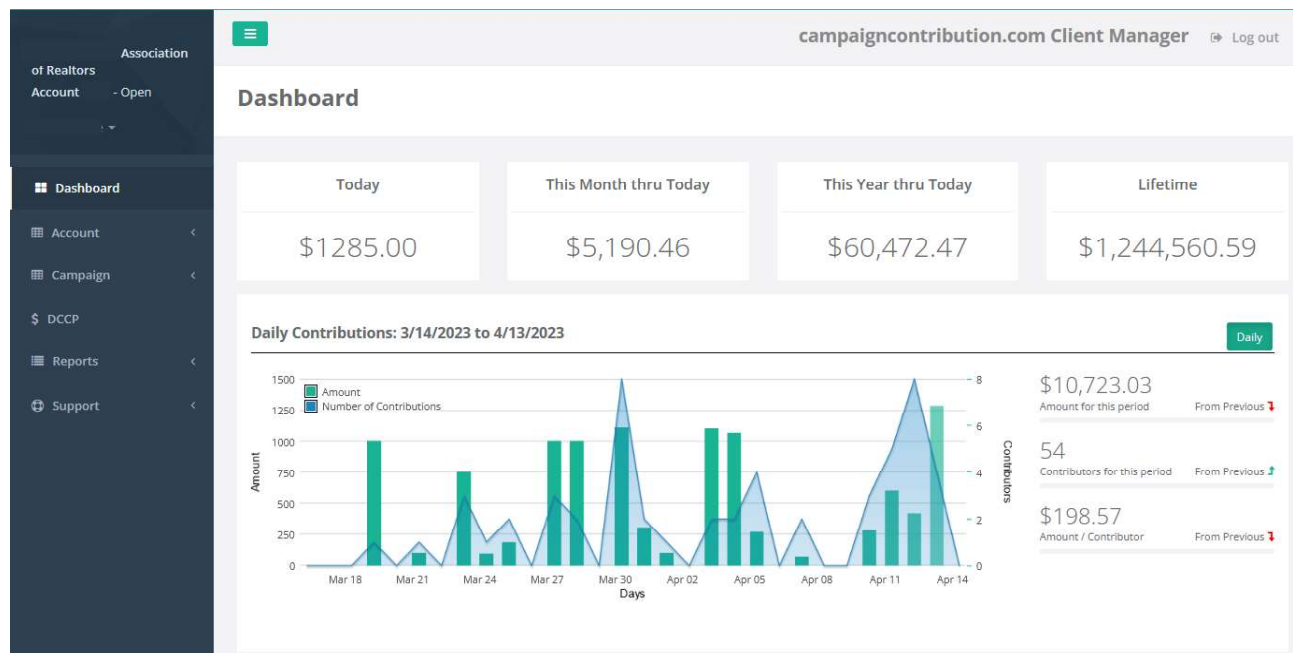 Association
of Realtors
Account - Open
Dashboard
Account
Campaign
$ DCCP
Reports
Support
campaigncontribution.com Client Manager Log out
Dashboard
Today
$1285.00
This Month thru Today
$5,190.46
This Year thru Today
$60,472.47
Lifetime
$1,244,560.59
Daily Contributions: 3/14/2023 to 4/13/2023
Daily
Amount
Number of Contributions
Amount
1500
1250
1000
750
500
250
0
8
6
4
2
0
Contributors
Mar 18 Mar 21 Mar 24 Mar 27 Mar 30 Apr 02 Apr 05 Apr 08 Apr 11 Apr 14
Days
$10,723.03
Amount for this period From Previous
54
Contributors for this period From Previous
$198.57
Amount / Contributor From Previous